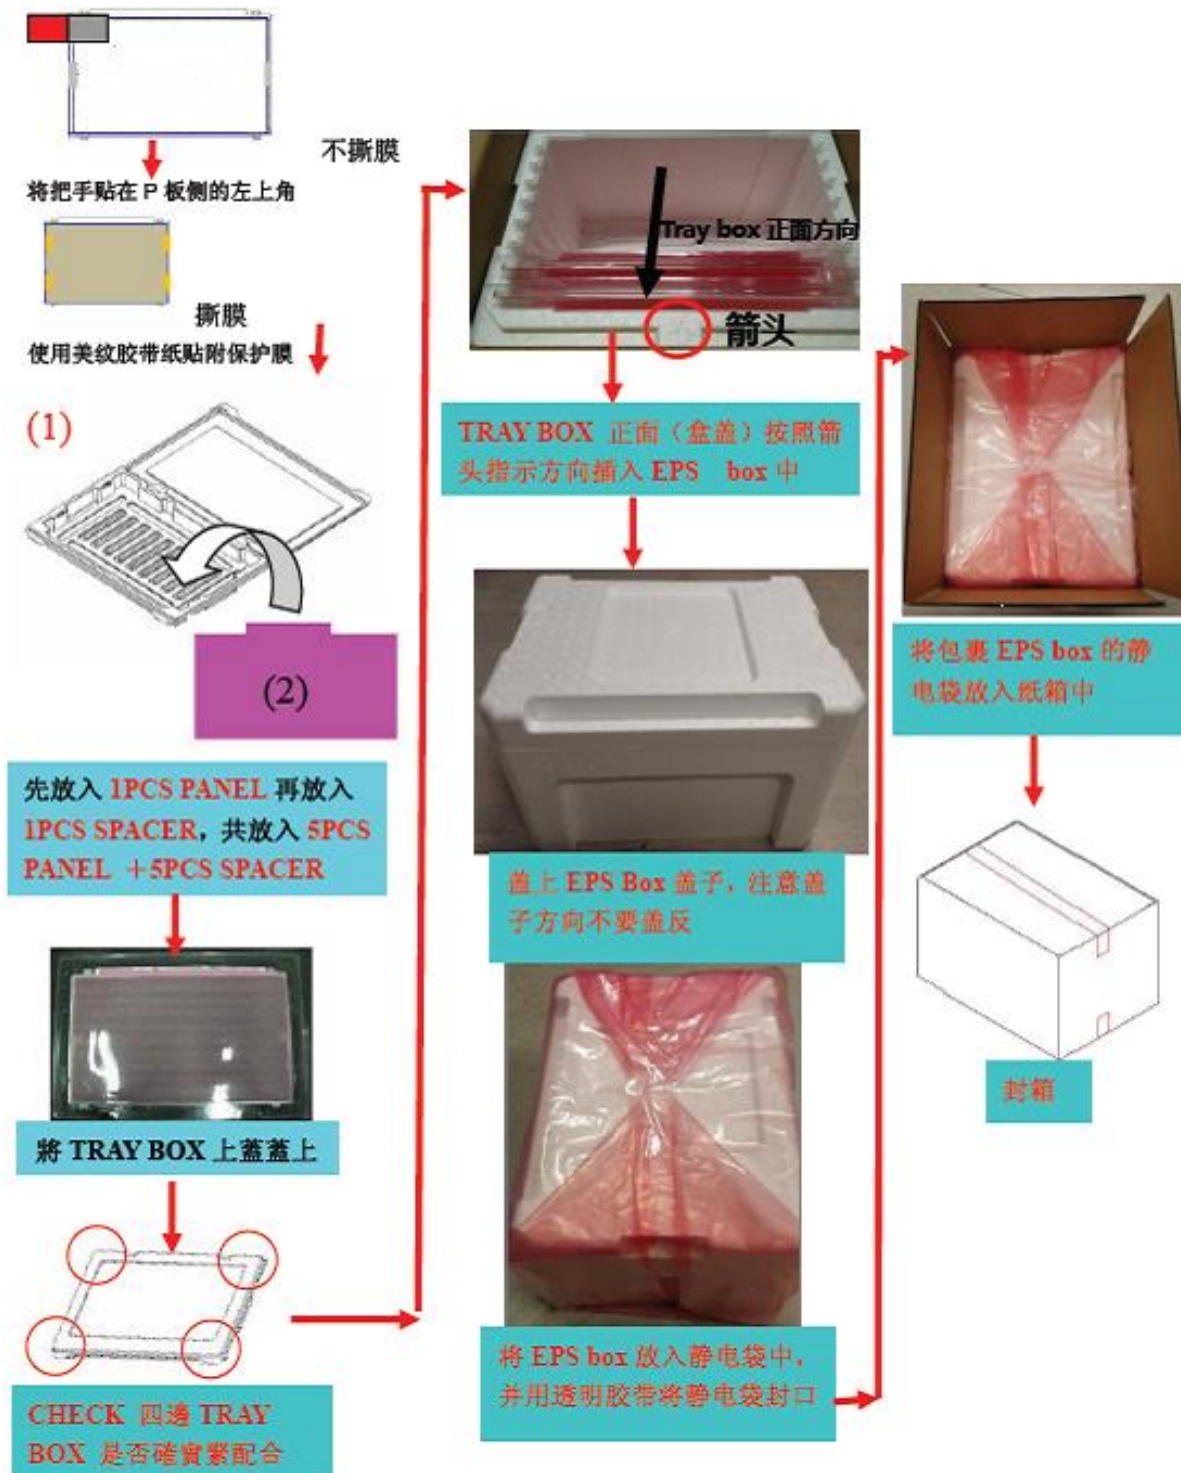 不撕膜
将把手贴在 P 板侧的左上角
撕膜
使用美纹胶带纸贴附保护膜
(1)
(2)
先放入 1PCS PANEL 再放入
1PCS SPACER，共放入 5PCS
PANEL ＋5PCS SPACER
將 TRAY BOX 上蓋蓋上
CHECK 四邊 TRAY
BOX 是否確實緊配合
Tray box 正面方向
箭头
TRAY BOX 正面（盒盖）按照箭
头指示方向插入 EPS box 中
盖上 EPS Box 盖子，注意盖
子方向不要盖反
将 EPS box 放入静电袋中，
并用透明胶带将静电袋封口
将包裹 EPS box 的静
电袋放入纸箱中
封箱